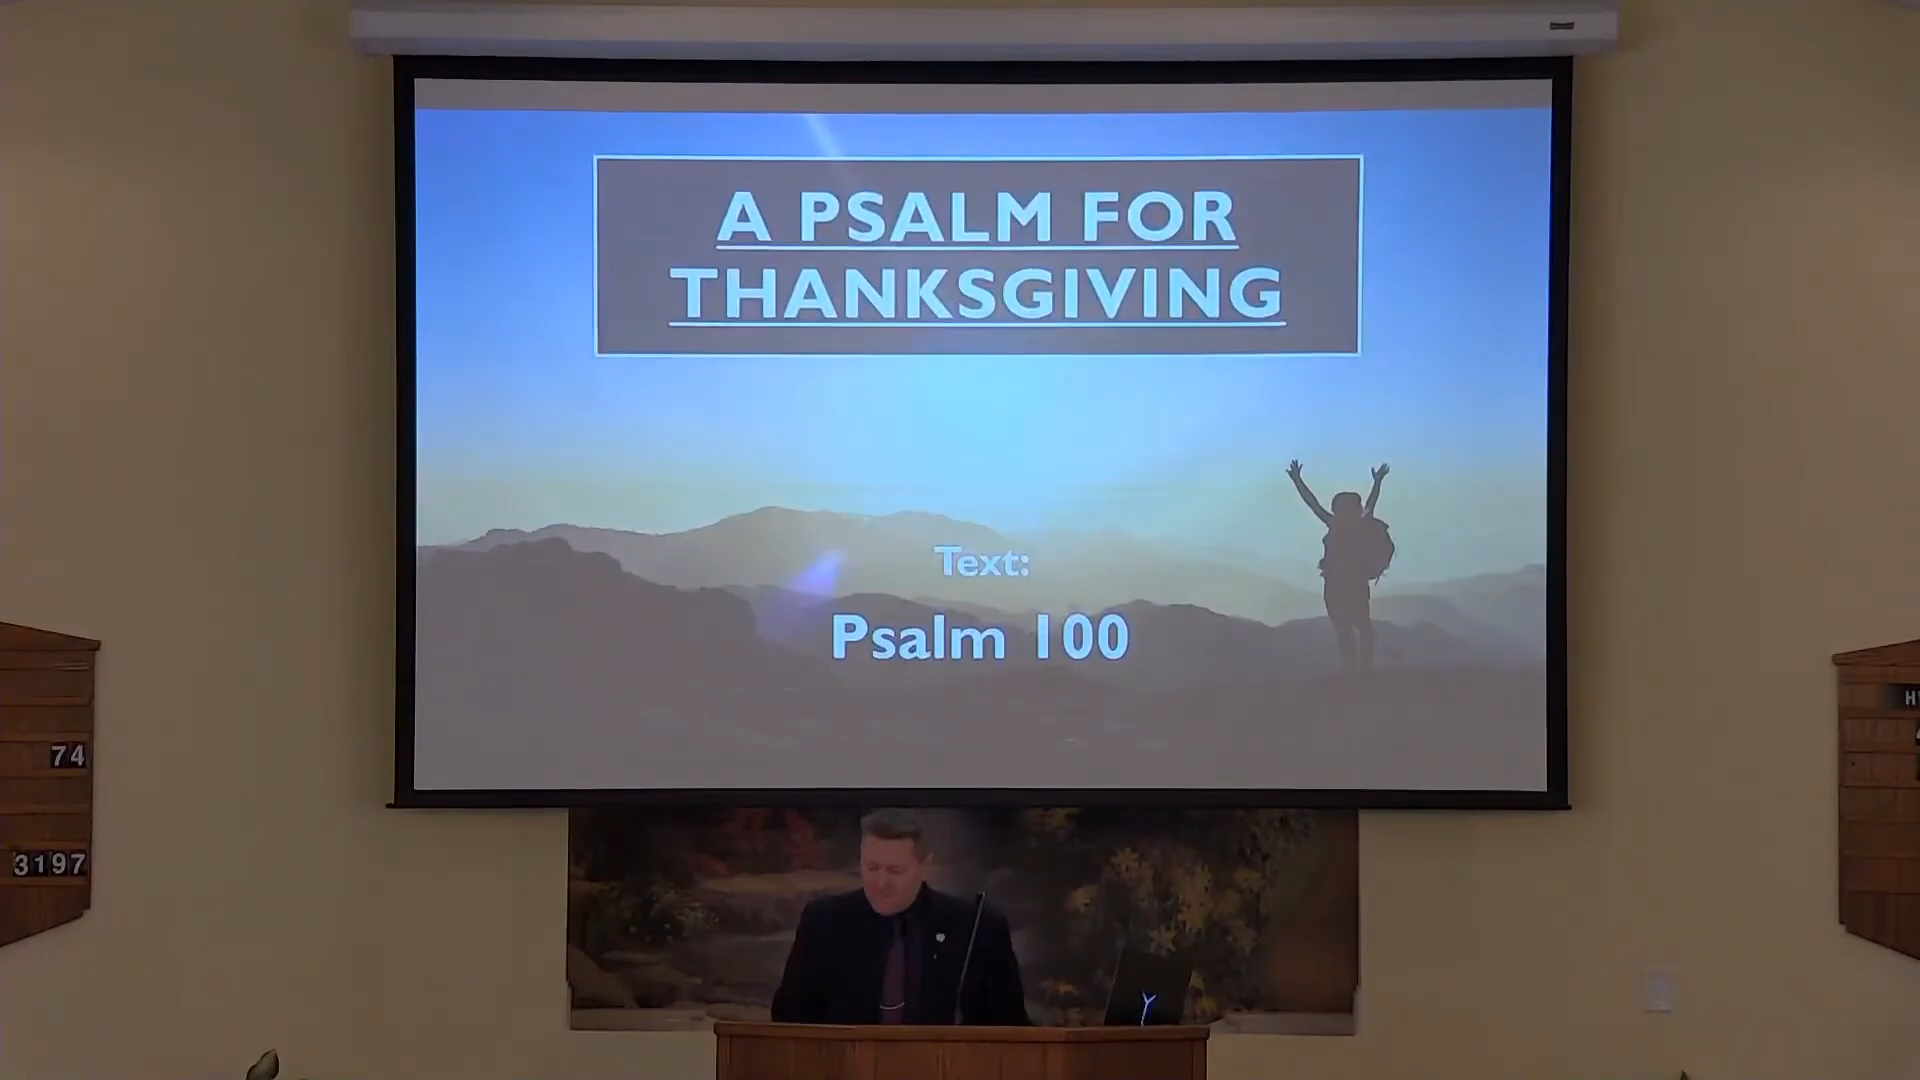 A PSALM FOR
THANKSGIVING
Text:
Psalm 100
74
3197